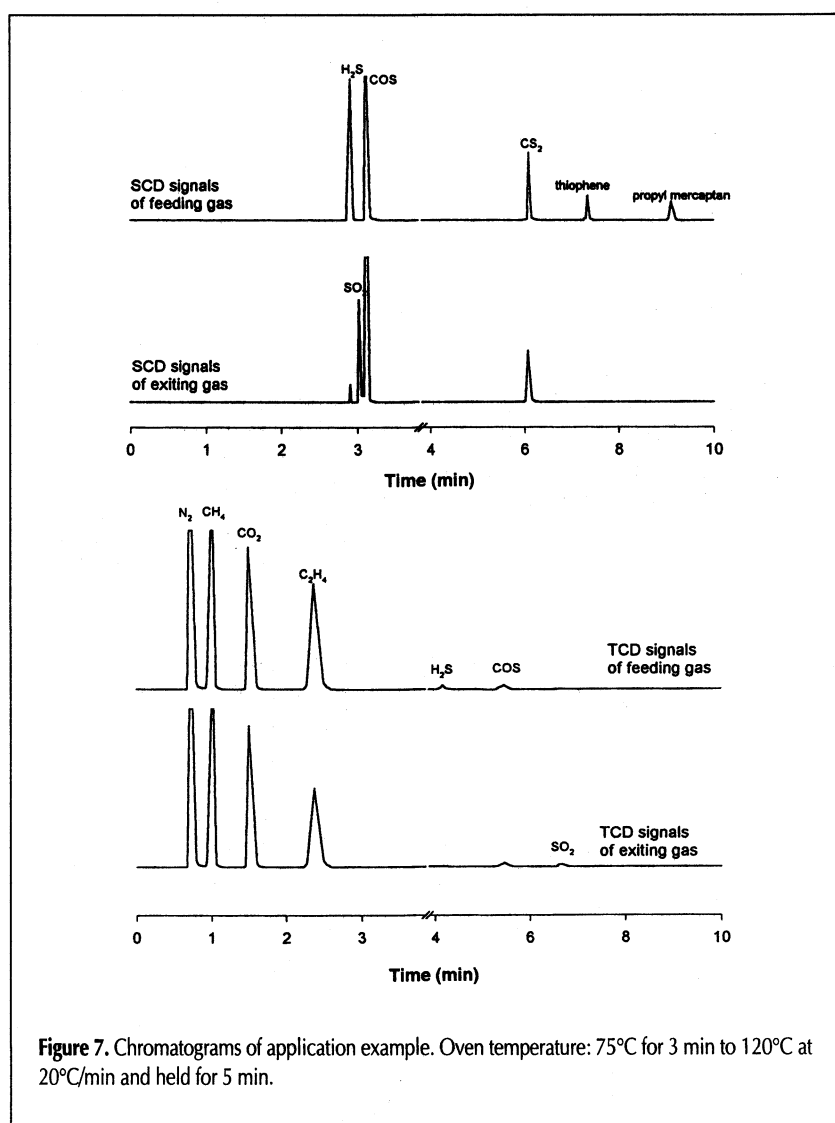 H₂S
COS
CS₂
thiophene
propyl mercaptan
SCD signals
of feeding gas
SO₂
SCD signals
of exiting gas
0 1 2 3 4 6 8 10
Time (min)
N₂ CH₄
CO₂
C₂H₄
H₂S COS
TCD signals
of feeding gas
SO₂
TCD signals
of exiting gas
0 1 2 3 4 6 8 10
Time (min)
Figure 7. Chromatograms of application example. Oven temperature: 75°C for 3 min to 120°C at
20°C/min and held for 5 min.